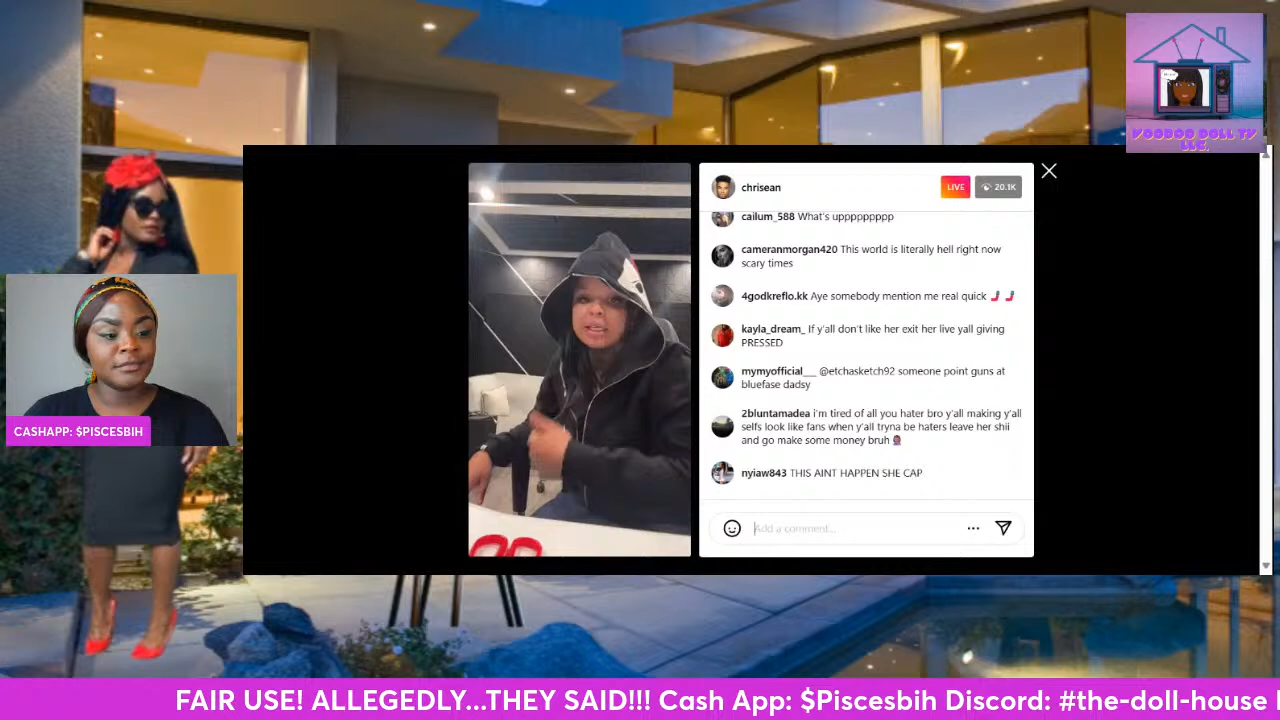 VOODOO DOLL TV
LLC.
chrisean
LIVE
20.1K
cailum_588 What's upppppppp
cameranmorgan420 This world is literally hell right now
scary times
4godkreflo.kk Aye somebody mention me real quick
kayla_dream_ If y'all don't like her exit her live yall giving
PRESSED
mymyofficial___ @etchasketch92 someone point guns at
bluefase dadsy
2bluntamadea i'm tired of all you hater bro y'all making y'all
selfs look like fans when y'all tryna be haters leave her shii
and go make some money bruh
nyiaw843 THIS AINT HAPPEN SHE CAP
Add a comment...
CASHAPP: $PISCESBIH
FAIR USE! ALLEGEDLY...THEY SAID!!! Cash App: $Piscesbih Discord: #the-doll-house